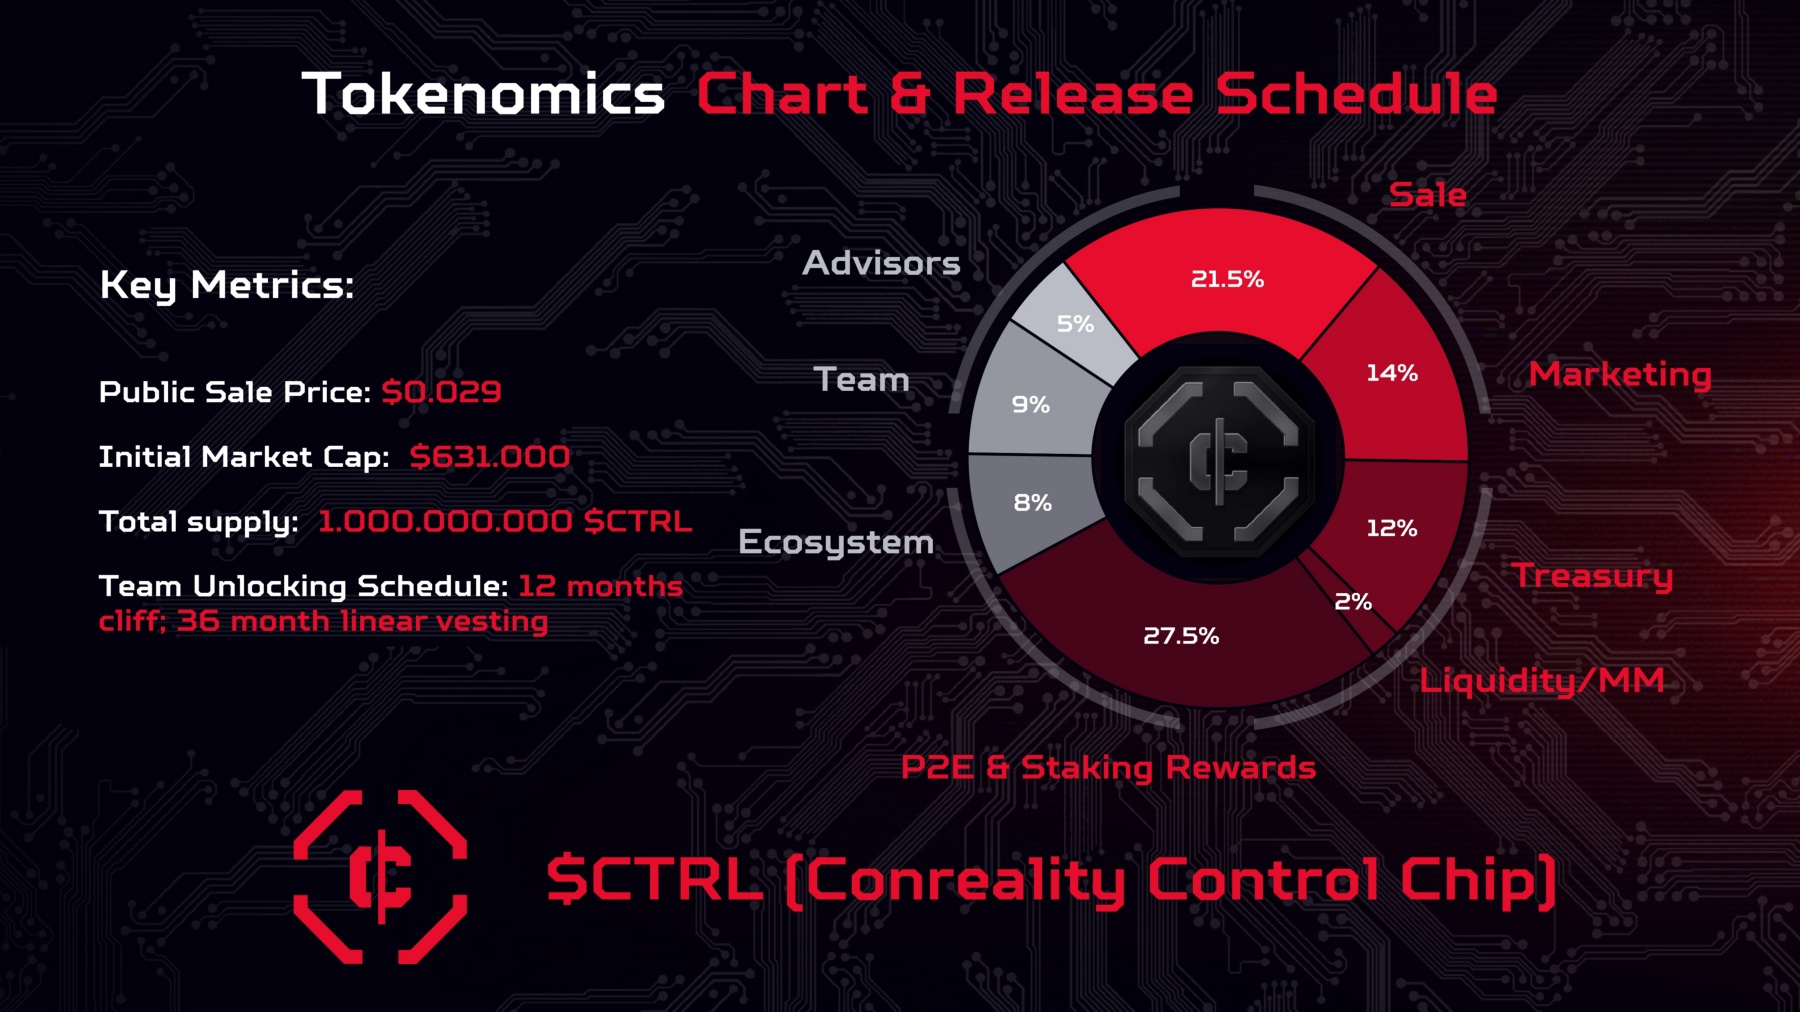 Tokenomics Chart & Release Schedule
Key Metrics:
Public Sale Price: $0.029
Initial Market Cap: $631.000
Total supply: 1.000.000.000 $CTRL
Team Unlocking Schedule: 12 months
cliff; 36 month linear vesting
Sale
21.5%
Marketing
14%
Treasury
12%
Liquidity/MM
2%
P2E & Staking Rewards
27.5%
Ecosystem
8%
Team
9%
Advisors
5%
$CTRL (Conreality Control Chip)